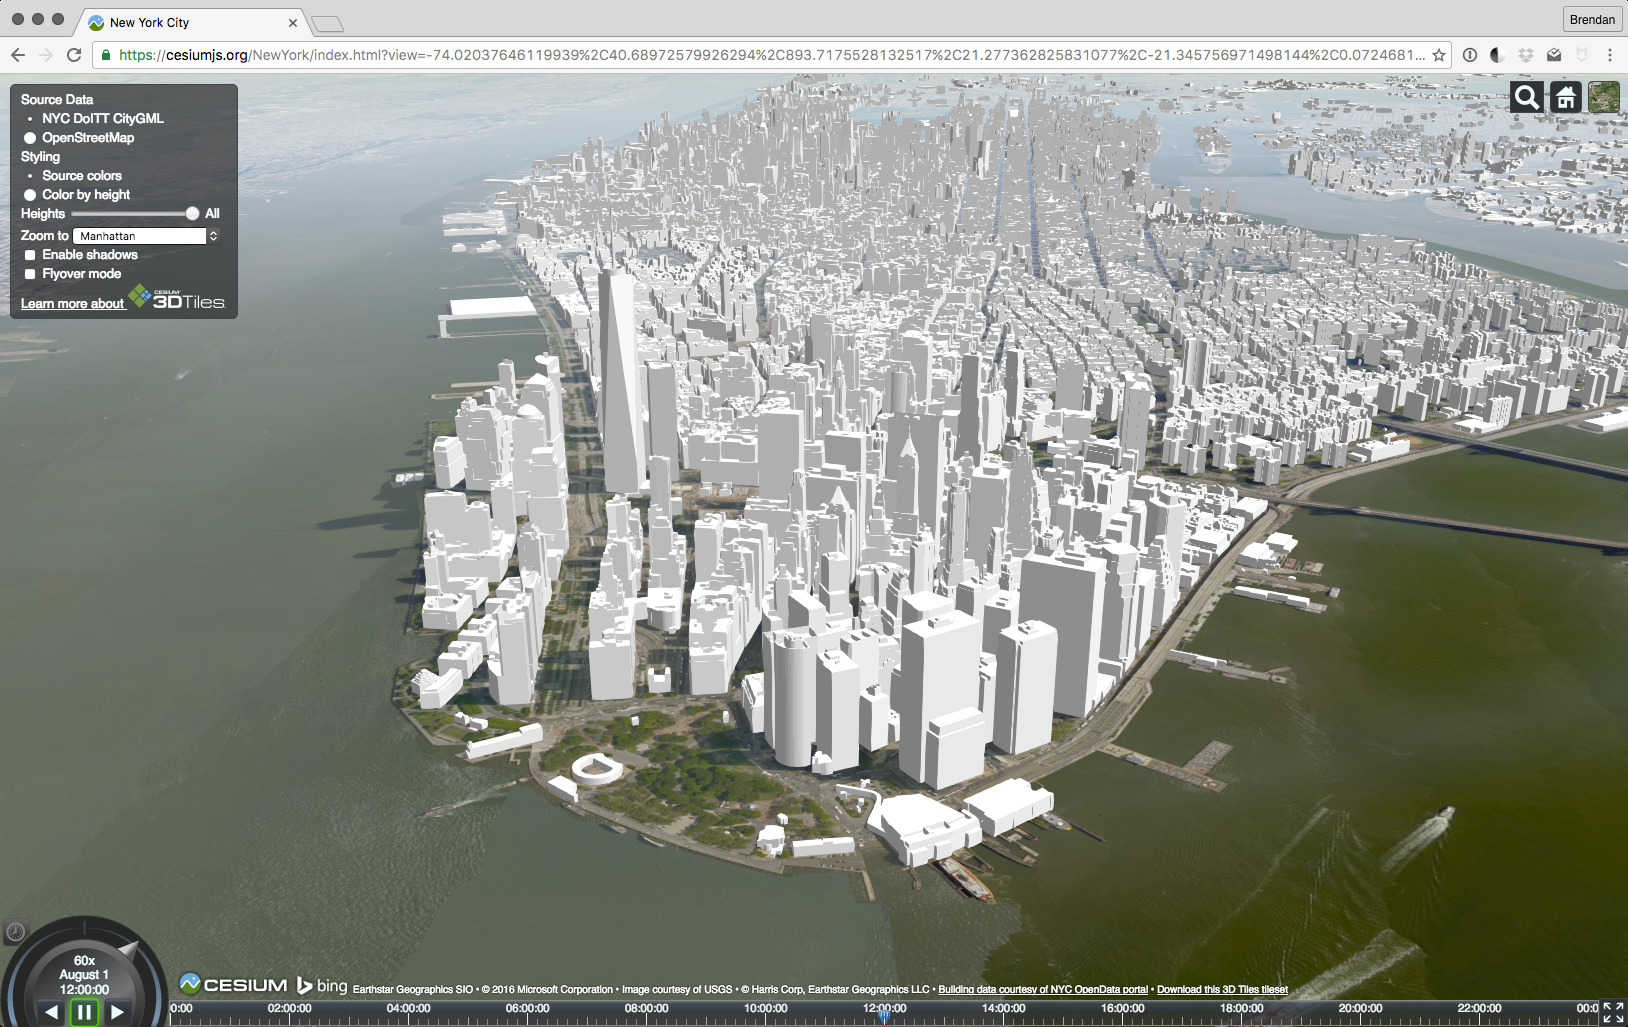 New York City
Brendan
https://cesiumjs.org/NewYork/index.html?view=-74.02037646119939%2C40.68972579926294%2C893.7175528132517%2C21.277362825831077%2C-21.345756971498144%2C0.0724681...
Source Data
NYC DoITT CityGML
OpenStreetMap
Styling
Source colors
Color by height
Heights All
Zoom to Manhattan
Enable shadows
Flyover mode
Learn more about CESIUM 3DTiles
60x
August 1
12:00:00
CESIUM bing Earthstar Geographics SIO • © 2016 Microsoft Corporation • Image courtesy of USGS • © Harris Corp, Earthstar Geographics LLC • Building data courtesy of NYC OpenData portal • Download this 3D Tiles tileset
0:00 02:00:00 04:00:00 06:00:00 08:00:00 10:00:00 12:00:00 14:00:00 16:00:00 18:00:00 20:00:00 22:00:00 00:0